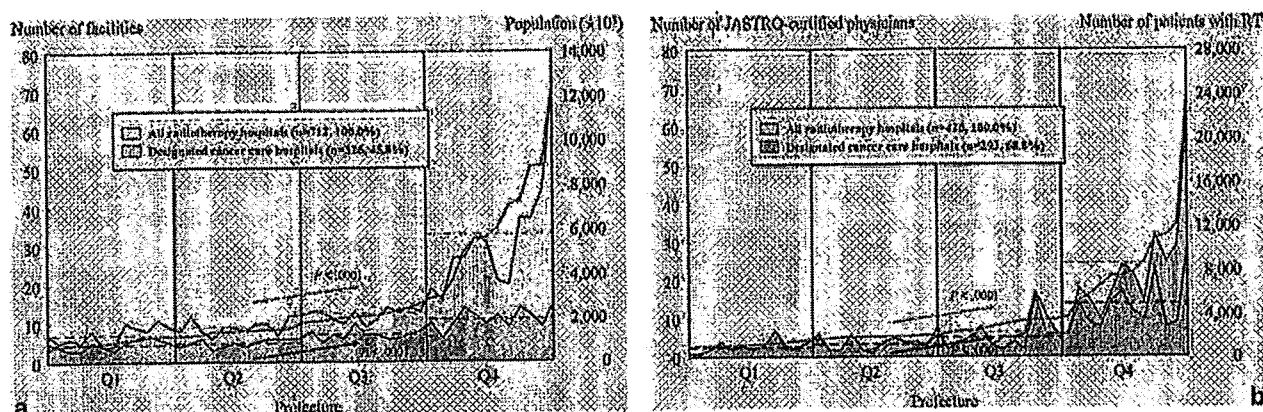 Number of facilities
Population (×10³)
80
70
60
50
40
30
20
10
0
14,000
12,000
10,000
8,000
6,000
4,000
2,000
0
All radiotherapy hospitals (n=712, 100.0%)
Designated cancer care hospitals
Q1
Q2
Q3
Q4
Prefecture
a
Number of JASTRO-certified physicians
Number of patients with RT
80
70
60
50
40
30
20
10
0
28,000
24,000
20,000
16,000
12,000
8,000
4,000
0
All radiotherapy hospitals
Designated cancer care hospitals
Q1
Q2
Q3
Q4
Prefecture
b